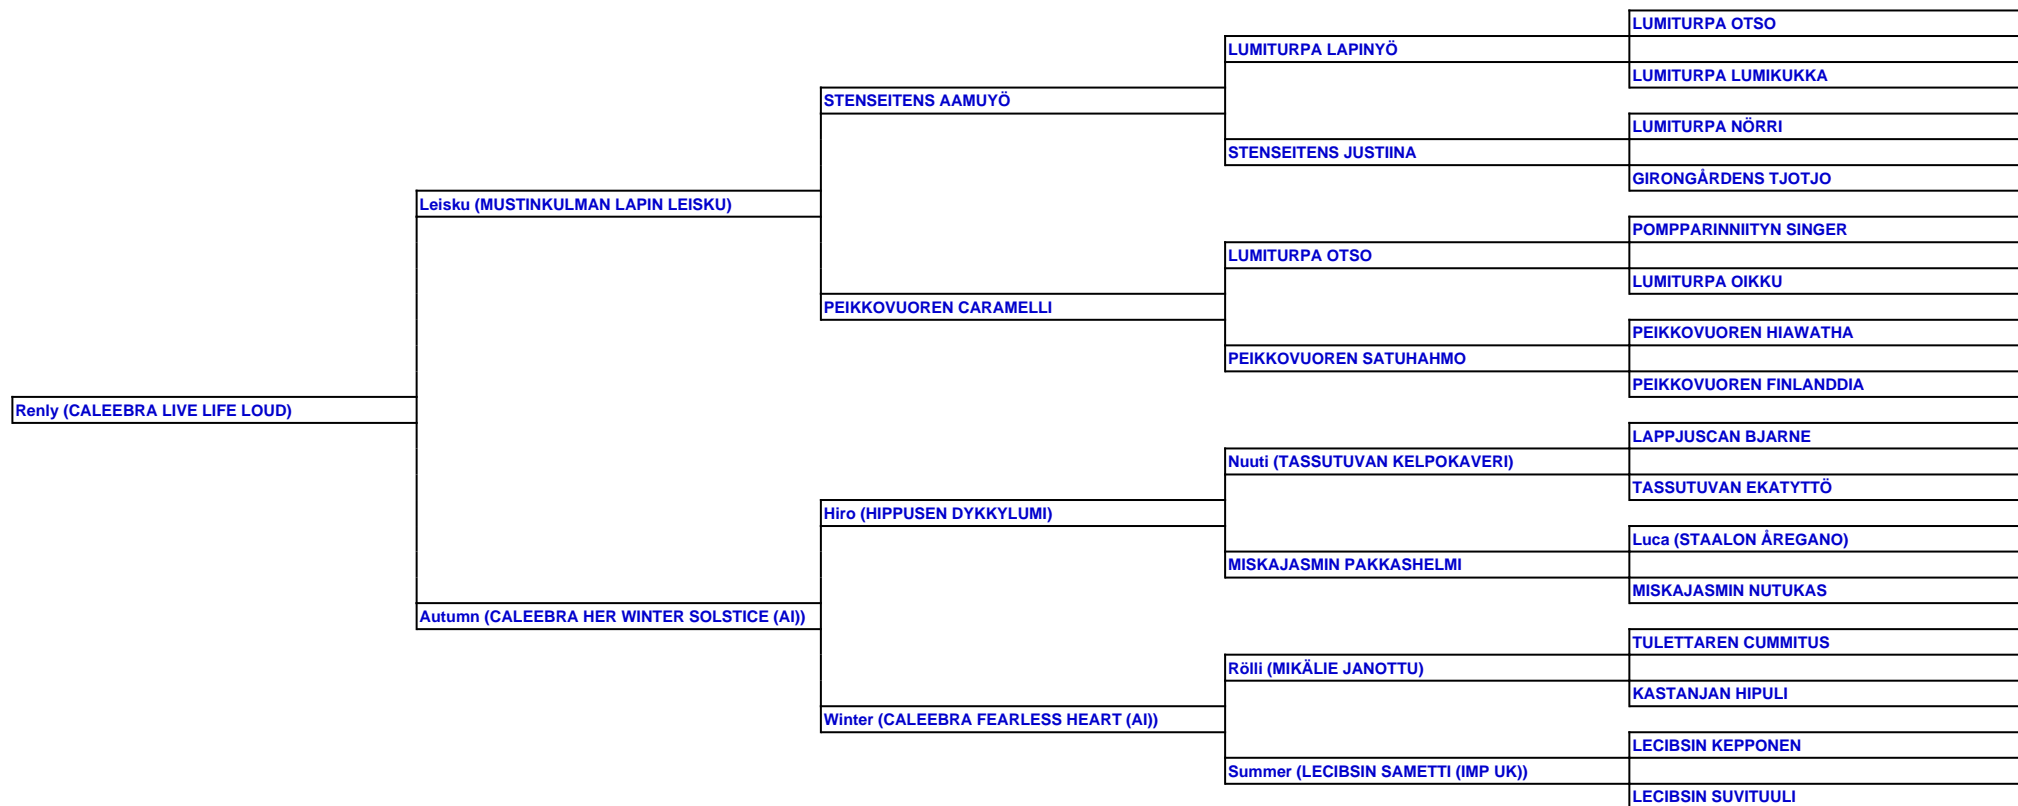 LUMITURPA OTSO
LUMITURPA LAPINYÖ
LUMITURPA LUMIKUKKA
STENSEITENS AAMUYÖ
LUMITURPA NÖRRI
STENSEITENS JUSTIINA
GIRONGÅRDENS TJOTJO
Leisku (MUSTINKULMAN LAPIN LEISKU)
POMPPARINNIITYN SINGER
LUMITURPA OTSO
LUMITURPA OIKKU
PEIKKOVUOREN CARAMELLI
PEIKKOVUOREN HIAWATHA
PEIKKOVUOREN SATUHAHMO
PEIKKOVUOREN FINLANDDIA
Renly (CALEEBRA LIVE LIFE LOUD)
LAPPJUSCAN BJARNE
Nuuti (TASSUTUVAN KELPOKAVERI)
TASSUTUVAN EKATYTTÖ
Hiro (HIPPUSEN DYKKYLUMI)
Luca (STAALON ÅREGANO)
MISKAJASMIN PAKKASHELMI
MISKAJASMIN NUTUKAS
Autumn (CALEEBRA HER WINTER SOLSTICE (AI))
TULETTAREN CUMMITUS
Rölli (MIKÄLIE JANOTTU)
KASTANJAN HIPULI
Winter (CALEEBRA FEARLESS HEART (AI))
LECIBSIN KEPPONEN
Summer (LECIBSIN SAMETTI (IMP UK))
LECIBSIN SUVITUULI